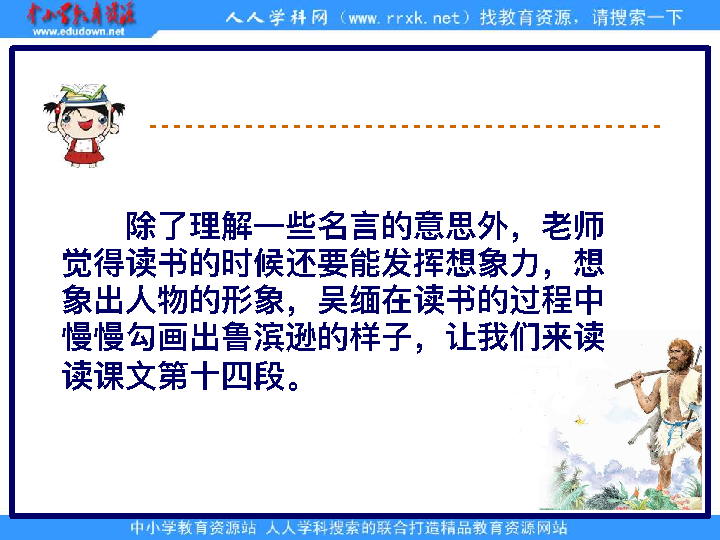 中小学教育资源
www.edudown.net
人人学科网（www.rrxk.net）找教育资源，请搜索一下
除了理解一些名言的意思外，老师
觉得读书的时候还要能发挥想象力，想
象出人物的形象，吴缅在读书的过程中
慢慢勾画出鲁滨逊的样子，让我们来读
读课文第十四段。
中小学教育资源站 人人学科搜索的联合打造精品教育资源网站